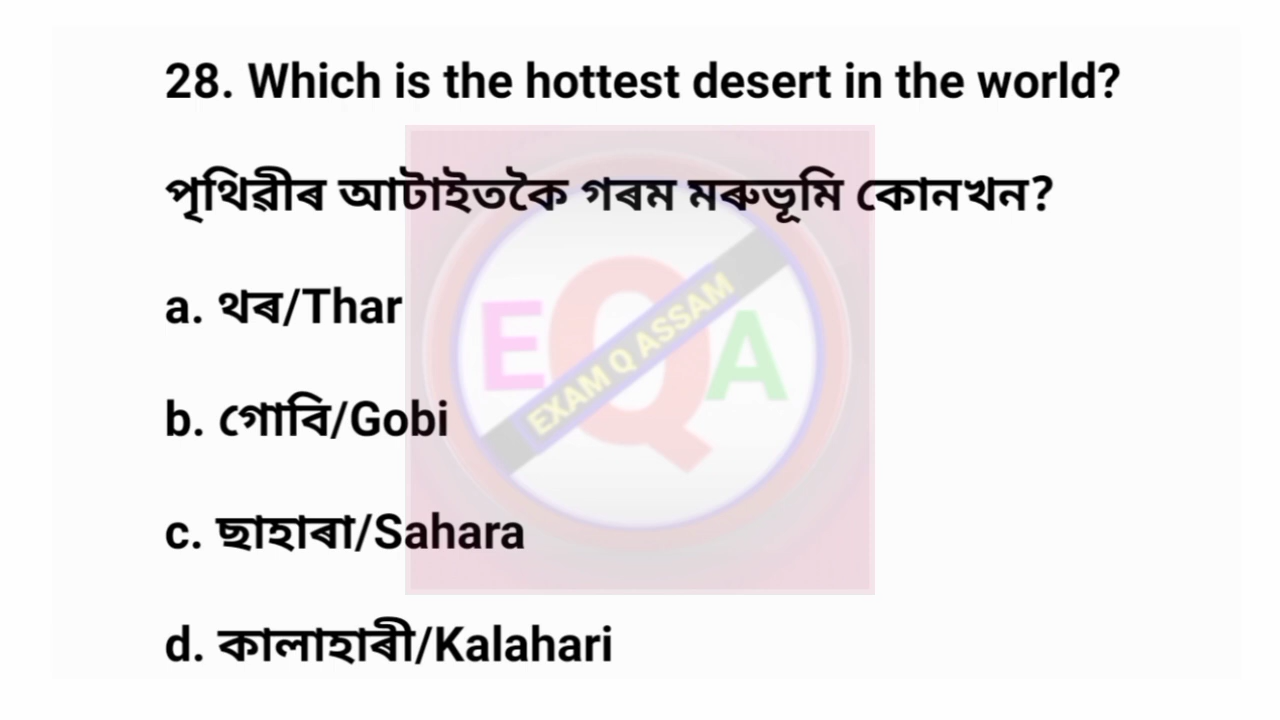 28. Which is the hottest desert in the world?
পৃথিৱীৰ আটাইতকৈ গৰম মৰুভূমি কোনখন?
a. থৰ/Thar
b. গোবি/Gobi
c. ছাহাৰা/Sahara
d. কালাহাৰী/Kalahari
E Q A
EXAM Q ASSAM